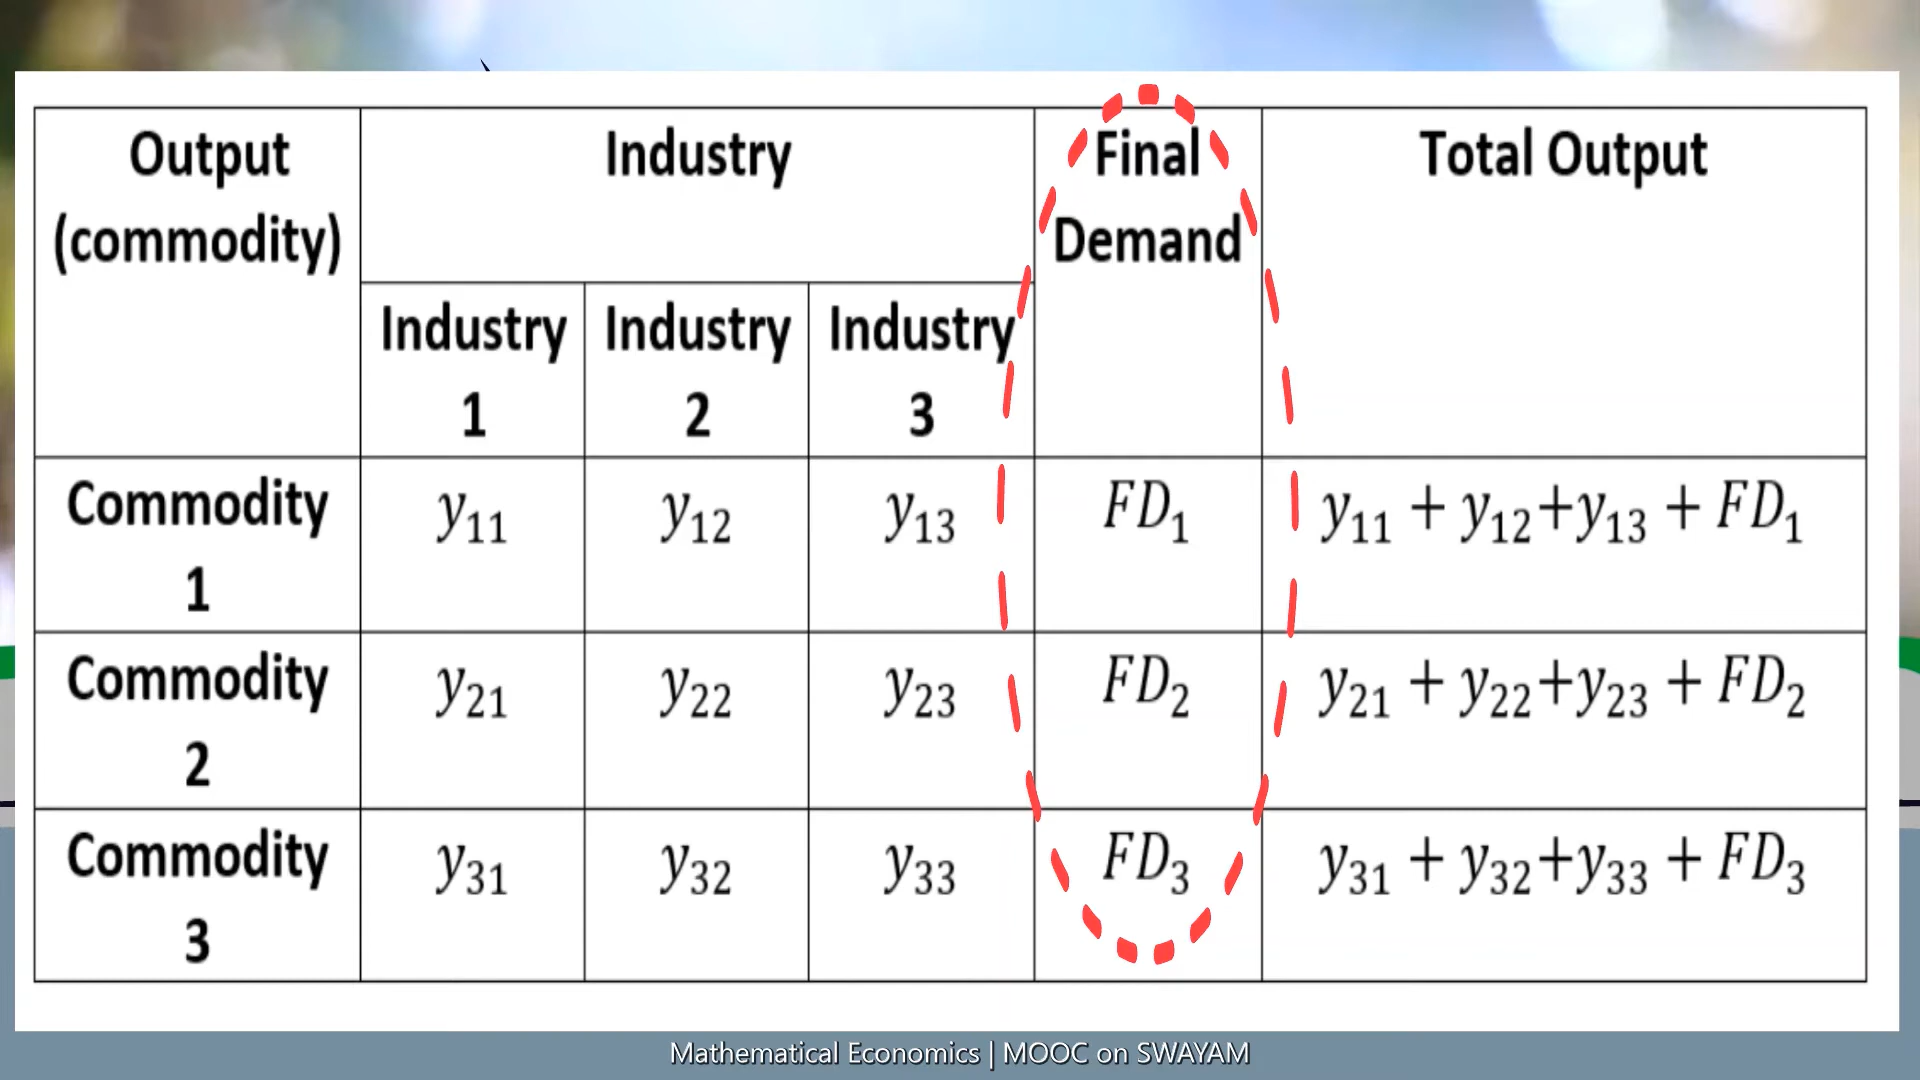 Output (commodity) Industry Final Demand Total Output
Industry 1 Industry 2 Industry 3
Commodity 1 y₁₁ y₁₂ y₁₃ FD₁ y₁₁ + y₁₂+y₁₃ + FD₁
Commodity 2 y₂₁ y₂₂ y₂₃ FD₂ y₂₁ + y₂₂+y₂₃ + FD₂
Commodity 3 y₃₁ y₃₂ y₃₃ FD₃ y₃₁ + y₃₂+y₃₃ + FD₃
Mathematical Economics | MOOC on SWAYAM